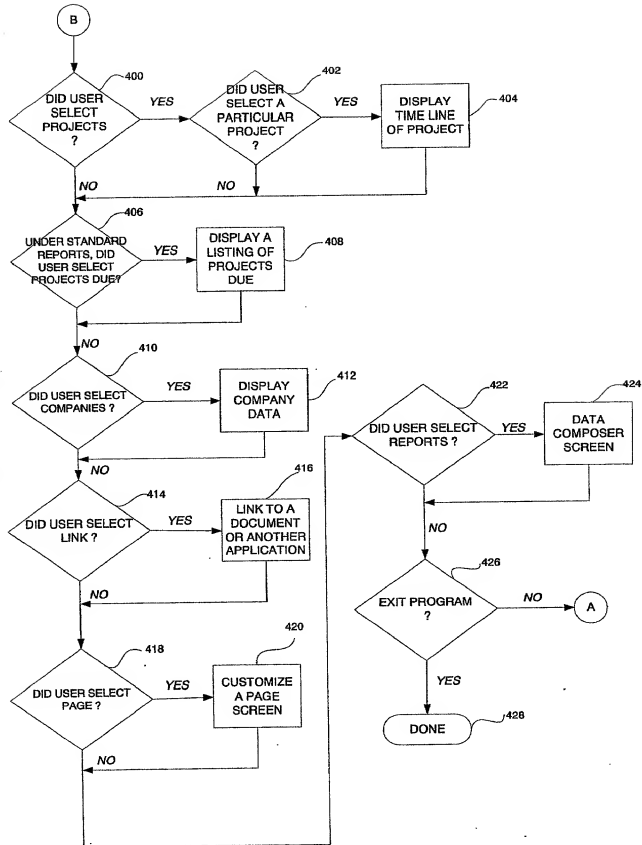 B
400
DID USER
SELECT
PROJECTS
?
YES
NO
402
DID USER
SELECT A
PARTICULAR
PROJECT
?
YES
NO
404
DISPLAY
TIME LINE
OF PROJECT
406
UNDER STANDARD
REPORTS, DID
USER SELECT
PROJECTS DUE?
YES
NO
408
DISPLAY A
LISTING OF
PROJECTS
DUE
410
DID USER SELECT
COMPANIES ?
YES
NO
412
DISPLAY
COMPANY
DATA
414
DID USER SELECT
LINK ?
YES
NO
416
LINK TO A
DOCUMENT
OR ANOTHER
APPLICATION
418
DID USER SELECT
PAGE ?
YES
NO
420
CUSTOMIZE
A PAGE
SCREEN
422
DID USER SELECT
REPORTS ?
YES
NO
424
DATA
COMPOSER
SCREEN
426
EXIT PROGRAM
?
NO
A
YES
DONE
428